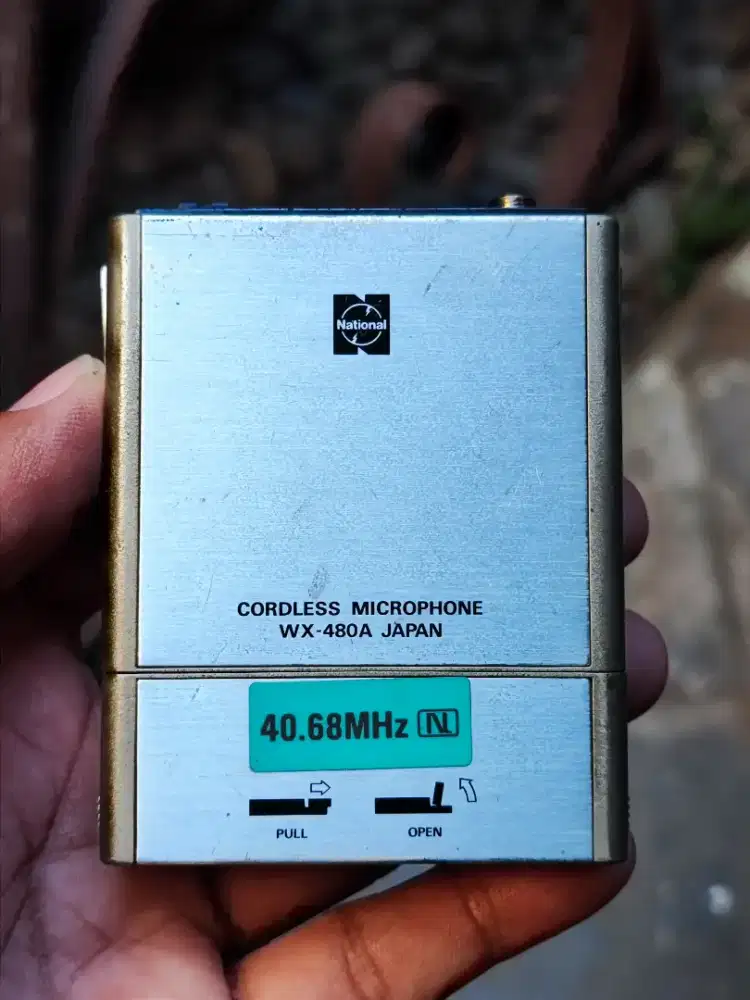 National
CORDLESS MICROPHONE
WX-480A JAPAN
40.68MHz N
PULL
OPEN